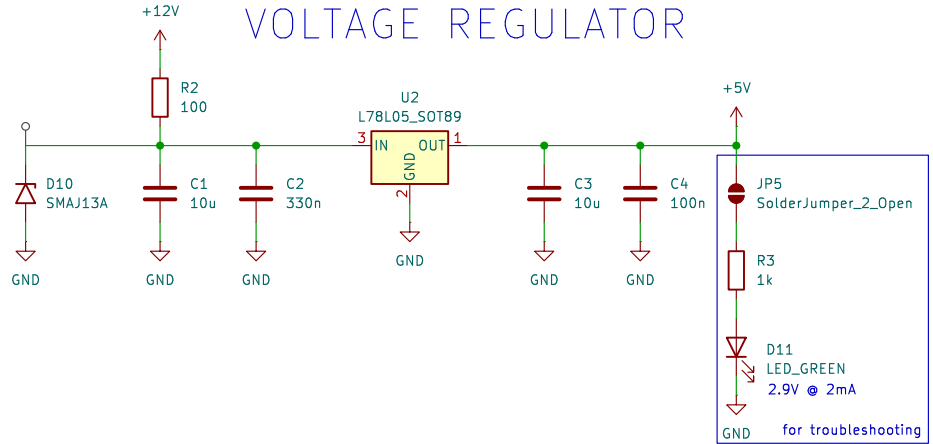 VOLTAGE REGULATOR
+12V
R2
100
U2
L78L05_SOT89
3
IN
OUT
1
GND
2
GND
+5V
D10
SMAJ13A
GND
C1
10u
GND
C2
330n
GND
C3
10u
GND
C4
100n
GND
JP5
SolderJumper_2_Open
R3
1k
D11
LED_GREEN
2.9V @ 2mA
GND
for troubleshooting